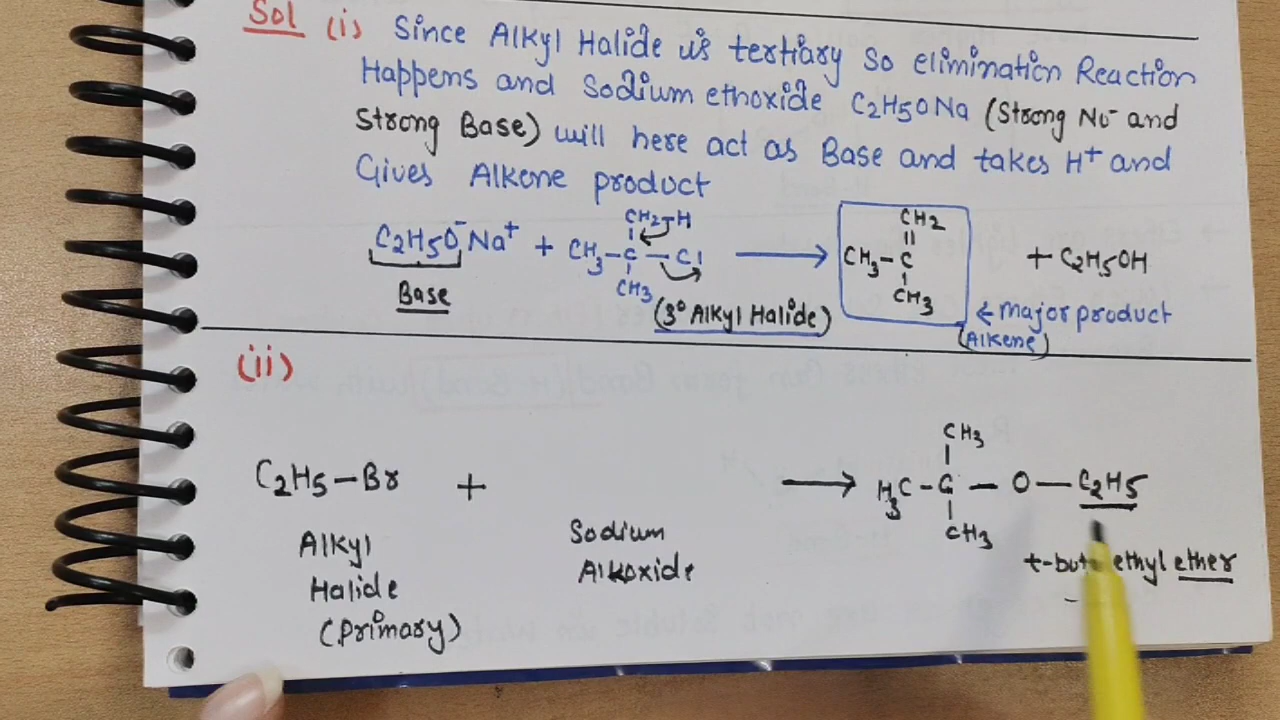 Sol (i) Since Alkyl Halide is tertiary so elimination Reaction
Happens and Sodium ethoxide C2H5ONa (Strong Nu- and
Strong Base) will here act as Base and takes H+ and
Gives Alkene product
C2H5O- Na+ + CH3-C-Cl → CH3-C + C2H5OH
CH2-H
CH3
CH2
||
CH3
Base
(3° Alkyl Halide)
← major product
(Alkene)
(ii)
C2H5-Br + → H3C-C-O-C2H5
CH3
CH3
Alkyl
Halide
(Primary)
Sodium
Alkoxide
ethyl ether